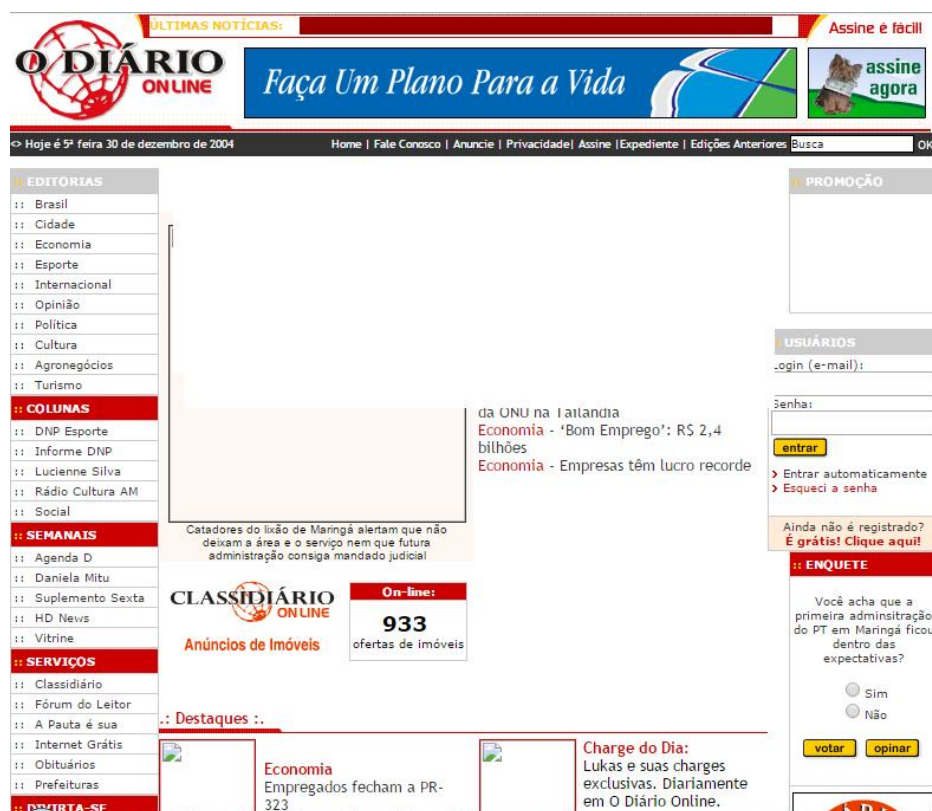 ÚLTIMAS NOTÍCIAS:
Assine é fácil!
O DIÁRIO
ONLINE
Faça Um Plano Para a Vida
assine
agora
<> Hoje é 5ª feira 30 de dezembro de 2004
Home | Fale Conosco | Anuncie | Privacidade| Assine |Expediente | Edições Anteriores
Busca
OK
:: EDITORIAS
:: Brasil
:: Cidade
:: Economia
:: Esporte
:: Internacional
:: Opinião
:: Política
:: Cultura
:: Agronegócios
:: Turismo
:: COLUNAS
:: DNP Esporte
:: Informe DNP
:: Lucienne Silva
:: Rádio Cultura AM
:: Social
:: SEMANAIS
:: Agenda D
:: Daniela Mitu
:: Suplemento Sexta
:: HD News
:: Vitrine
:: SERVIÇOS
:: Classidiário
:: Fórum do Leitor
:: A Pauta é sua
:: Internet Grátis
:: Obituários
:: Prefeituras
:: DIVIRTA-SE
da ONU na Tailândia
Economia - ‘Bom Emprego’: R$ 2,4
bilhões
Economia - Empresas têm lucro recorde
Catadores do lixão de Maringá alertam que não
deixam a área e o serviço nem que futura
administração consiga mandado judicial
CLASSIDIÁRIO
ONLINE
Anúncios de Imóveis
On-line:
933
ofertas de imóveis
.: Destaques :.
Economia
Empregados fecham a PR-
323
Charge do Dia:
Lukas e suas charges
exclusivas. Diariamente
em O Diário Online.
:: PROMOÇÃO
: USUÁRIOS
Login (e-mail):
Senha:
entrar
Entrar automaticamente
Esqueci a senha
Ainda não é registrado?
É grátis! Clique aqui!
:: ENQUETE
Você acha que a
primeira adminsitração
do PT em Maringá ficou
dentro das
expectativas?
Sim
Não
votar
opinar